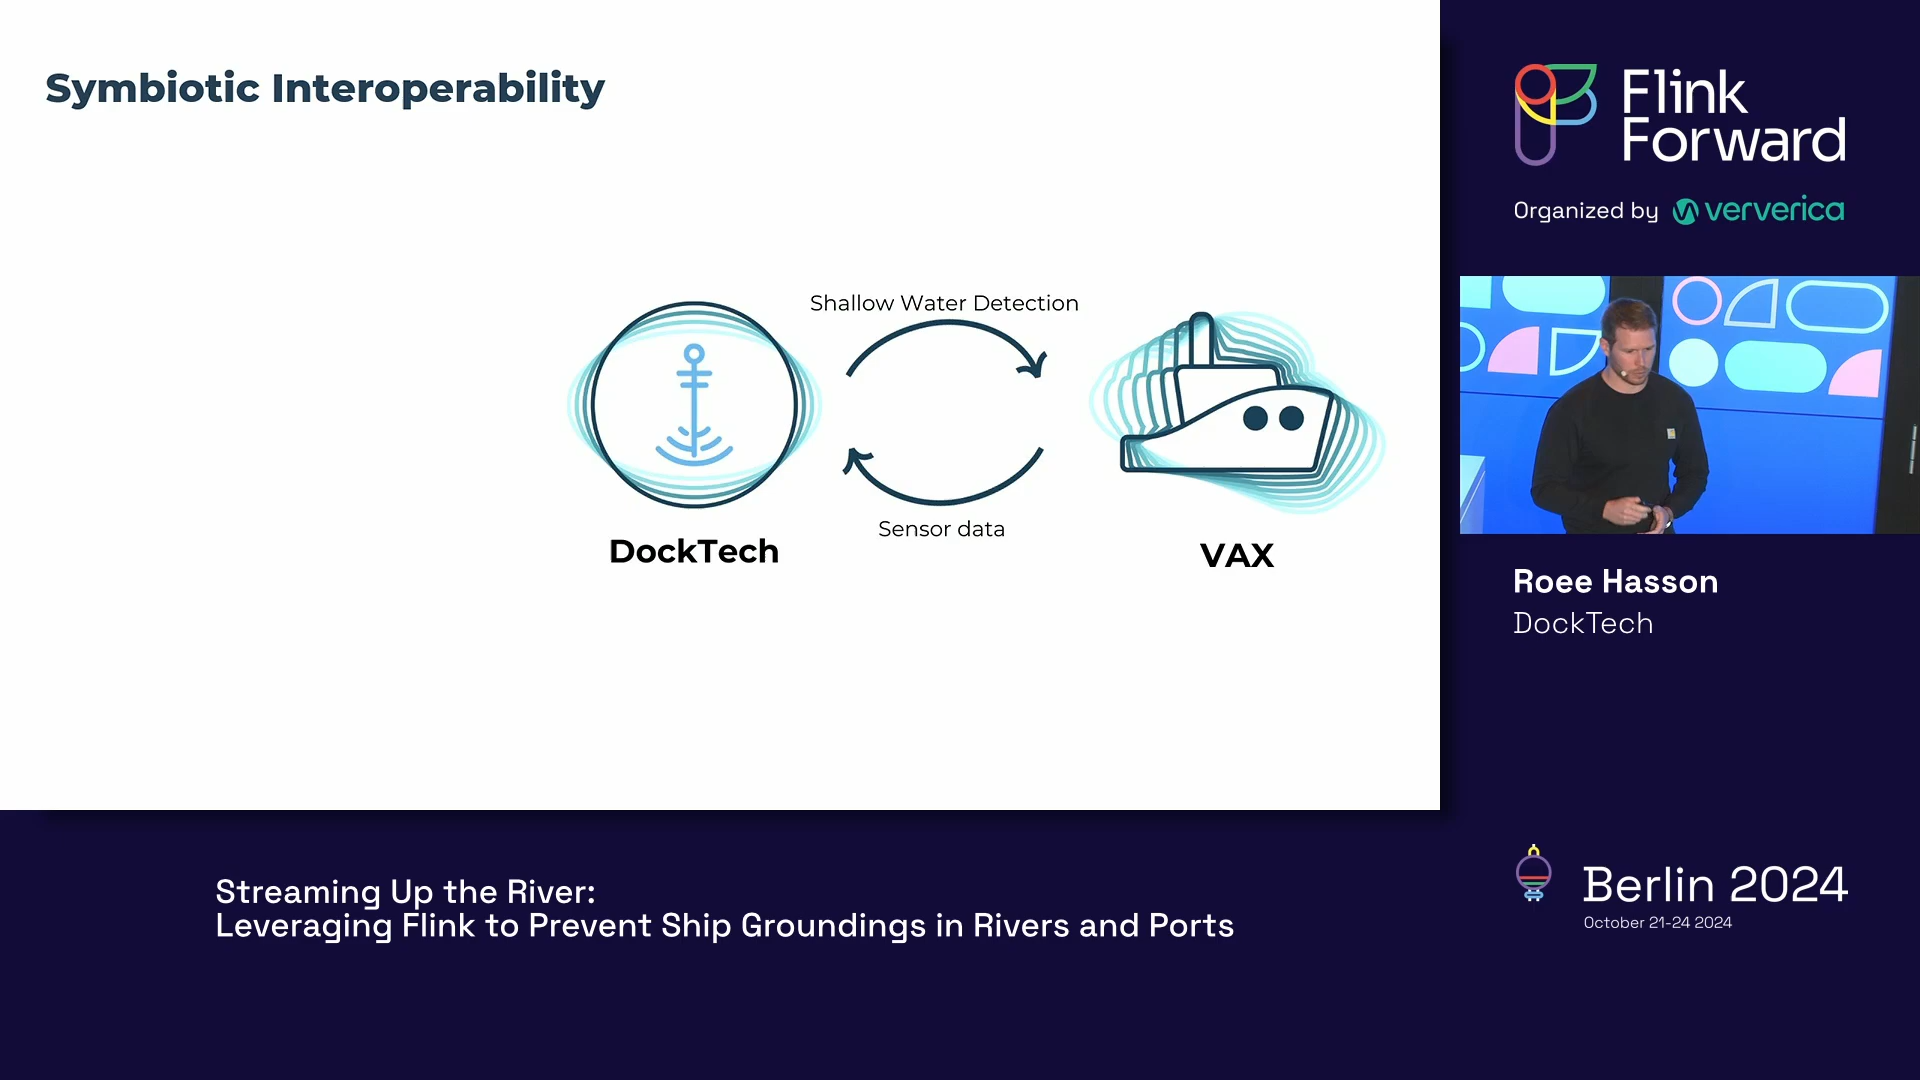 Symbiotic Interoperability
Shallow Water Detection
Sensor data
DockTech
VAX
Flink
Forward
Organized by ververica
Roee Hasson
DockTech
Streaming Up the River:
Leveraging Flink to Prevent Ship Groundings in Rivers and Ports
Berlin 2024
October 21-24 2024